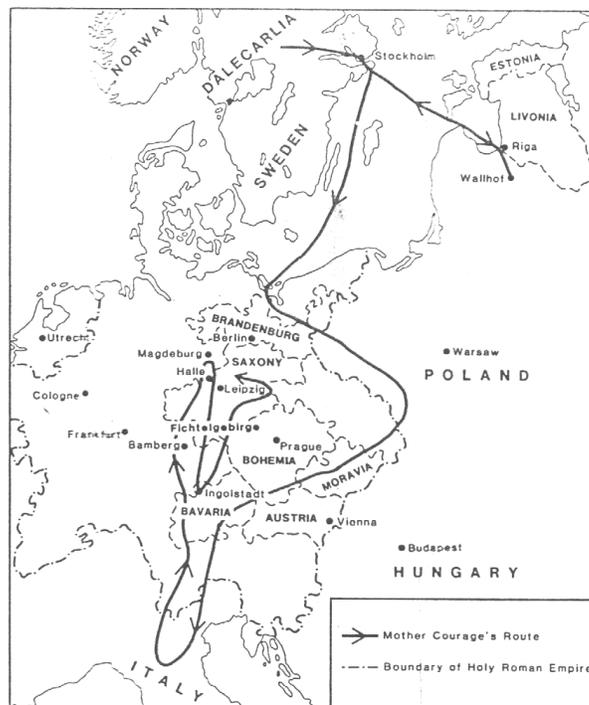 NORWAY
DALECARLIA
Stockholm
ESTONIA
LIVONIA
SWEDEN
Riga
Wallhof
BRANDENBURG
Utrecht
Berlin
Magdeburg
SAXONY
Warsaw
Halle
Leipzig
POLAND
Cologne
Frankfurt
Fichtelgebirg
Bamberg
Prague
BOHEMIA
MORAVIA
Ingolstadt
BAVARIA
AUSTRIA
Vienna
Budapest
HUNGARY
ITALY
Mother Courage's Route
Boundary of Holy Roman Empire